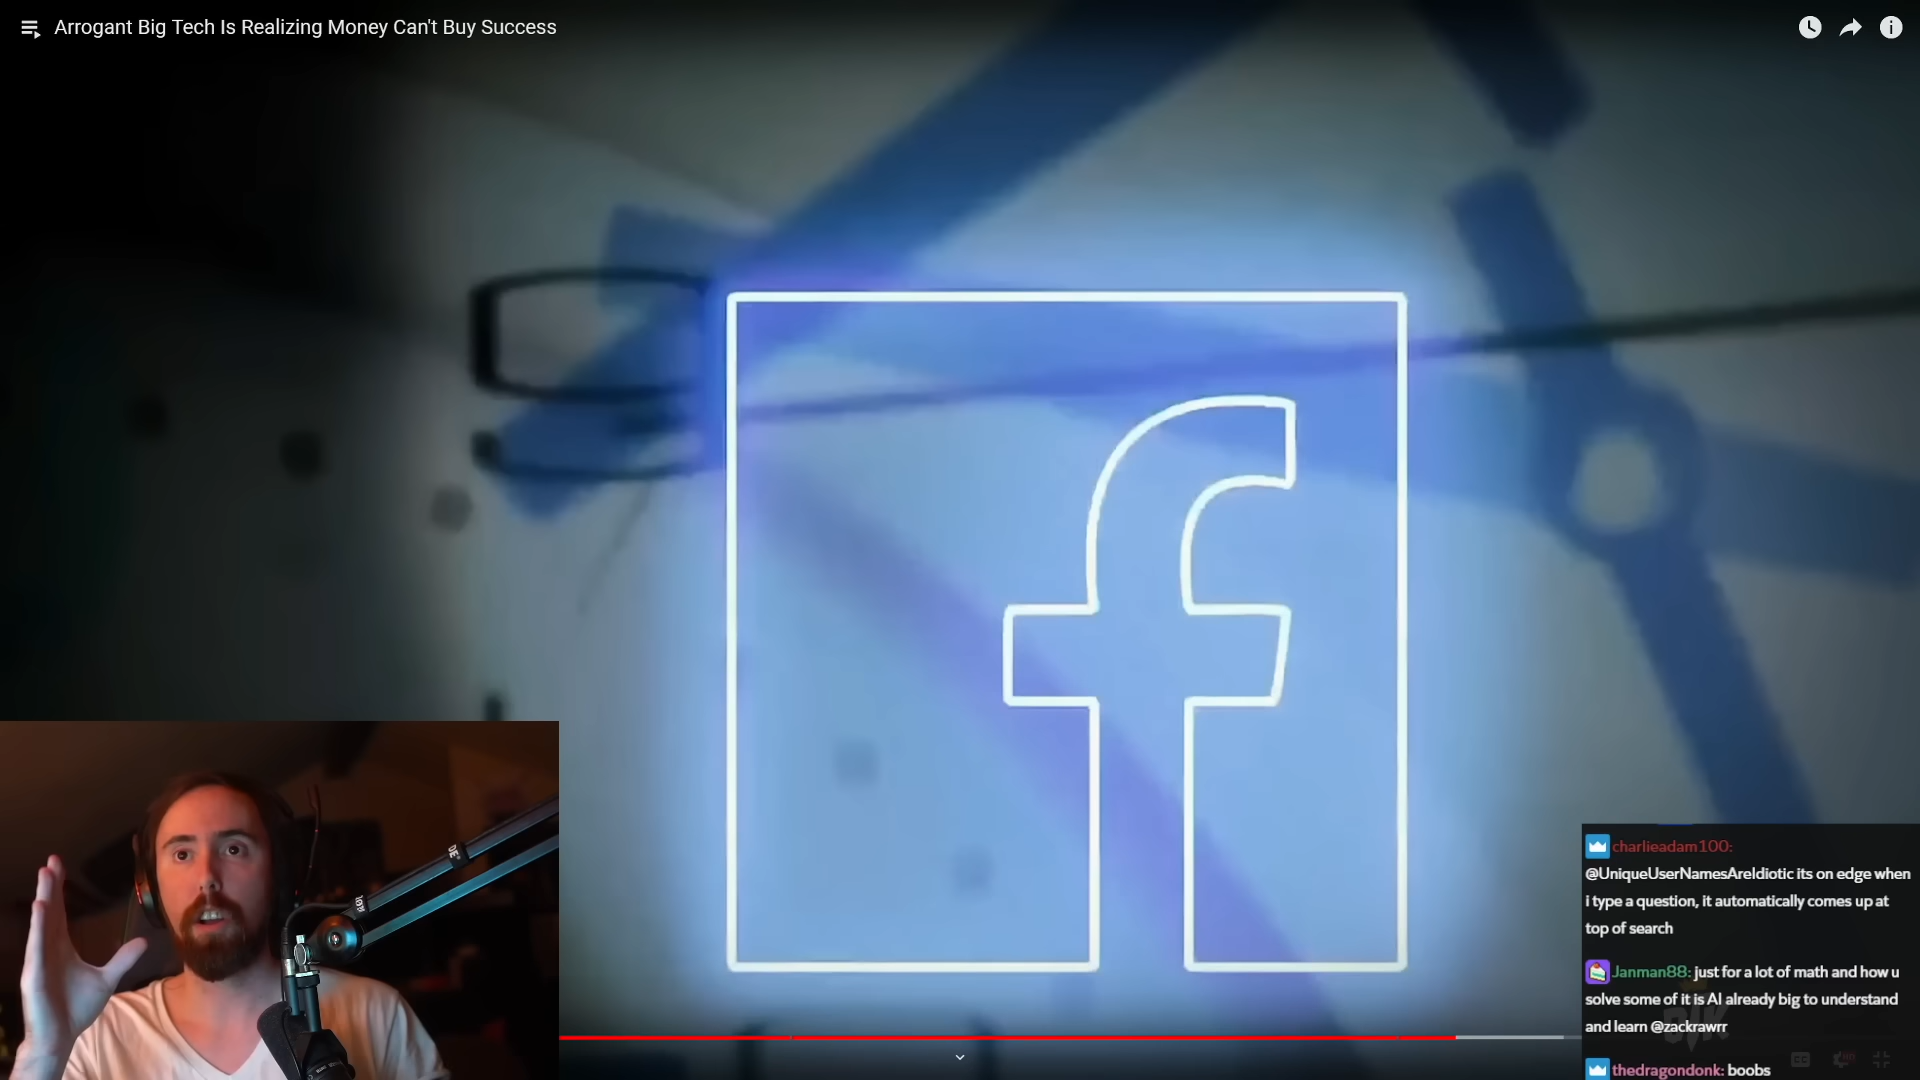 Arrogant Big Tech Is Realizing Money Can't Buy Success
charlieadam100:
@UniqueUserNamesAreIdiotic its on edge when
i type a question, it automatically comes up at
top of search
Janman88: just for a lot of math and how u
solve some of it is AI already big to understand
and learn @zackrawrr
thedragondonk: boobs